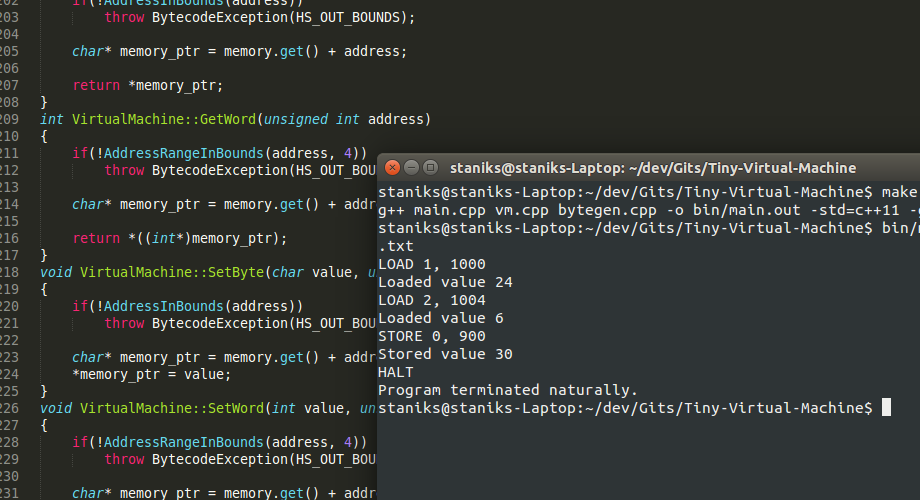 202 if(!AddressInBounds(address))
203 throw BytecodeException(HS_OUT_BOUNDS);
204
205 char* memory_ptr = memory.get() + address;
206
207 return *memory_ptr;
208 }
209 int VirtualMachine::GetWord(unsigned int address)
210 {
211 if(!AddressRangeInBounds(address, 4))
212 throw BytecodeException(HS_OUT_BOU
213
214 char* memory_ptr = memory.get() + addr
215
216 return *((int*)memory_ptr);
217 }
218 void VirtualMachine::SetByte(char value, u
219 {
220 if(!AddressInBounds(address))
221 throw BytecodeException(HS_OUT_BOU
222
223 char* memory_ptr = memory.get() + addr
224 *memory_ptr = value;
225 }
226 void VirtualMachine::SetWord(int value, un
227 {
228 if(!AddressRangeInBounds(address, 4))
229 throw BytecodeException(HS_OUT_BOU
230
231 char* memory_ptr = memory.get() + addr
staniks@staniks-Laptop: ~/dev/Gits/Tiny-Virtual-Machine
staniks@staniks-Laptop:~/dev/Gits/Tiny-Virtual-Machine$ make
g++ main.cpp vm.cpp bytegen.cpp -o bin/main.out -std=c++11 -g
staniks@staniks-Laptop:~/dev/Gits/Tiny-Virtual-Machine$ bin/m
.txt
LOAD 1, 1000
Loaded value 24
LOAD 2, 1004
Loaded value 6
STORE 0, 900
Stored value 30
HALT
Program terminated naturally.
staniks@staniks-Laptop:~/dev/Gits/Tiny-Virtual-Machine$